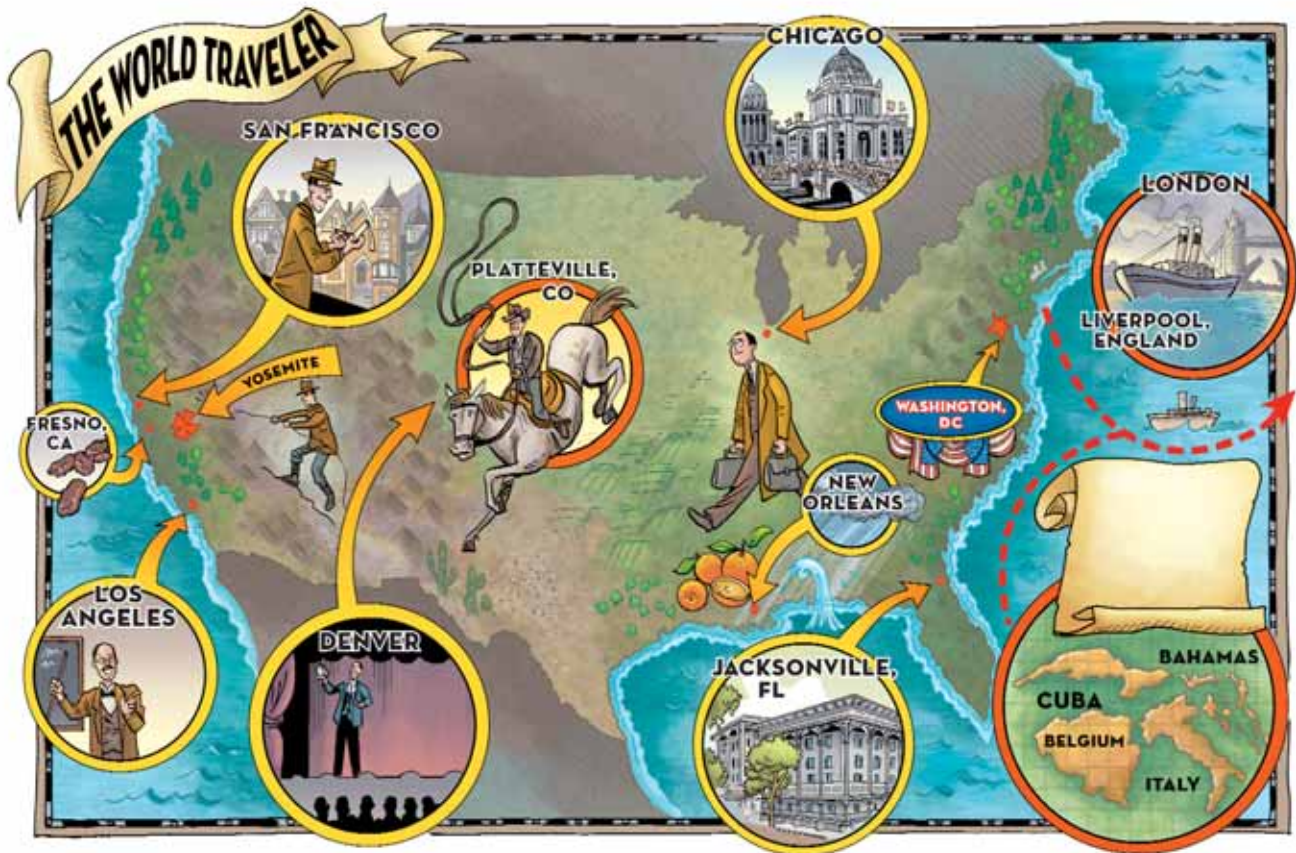 THE WORLD TRAVELER
CHICAGO
SAN FRANCISCO
LONDON
PLATTEVILLE,
CO
LIVERPOOL,
ENGLAND
YOSEMITE
FRESNO,
CA
WASHINGTON,
DC
NEW
ORLEANS
LOS
ANGELES
DENVER
JACKSONVILLE,
FL
BAHAMAS
CUBA
BELGIUM
ITALY